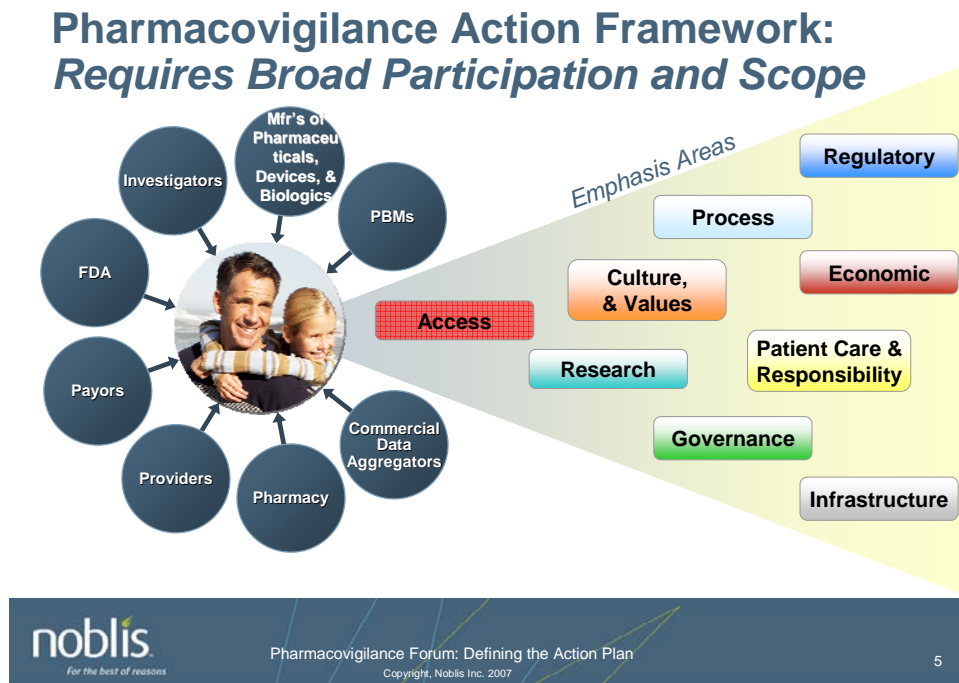 Pharmacovigilance Action Framework:
Requires Broad Participation and Scope
Mfr's of
Pharmaceu
ticals,
Devices, &
Biologics
Investigators
PBMs
FDA
Payors
Providers
Pharmacy
Commercial
Data
Aggregators
Emphasis Areas
Regulatory
Process
Culture,
& Values
Economic
Access
Research
Patient Care &
Responsibility
Governance
Infrastructure
noblis.
For the best of reasons
Pharmacovigilance Forum: Defining the Action Plan
Copyright, Noblis Inc. 2007
5